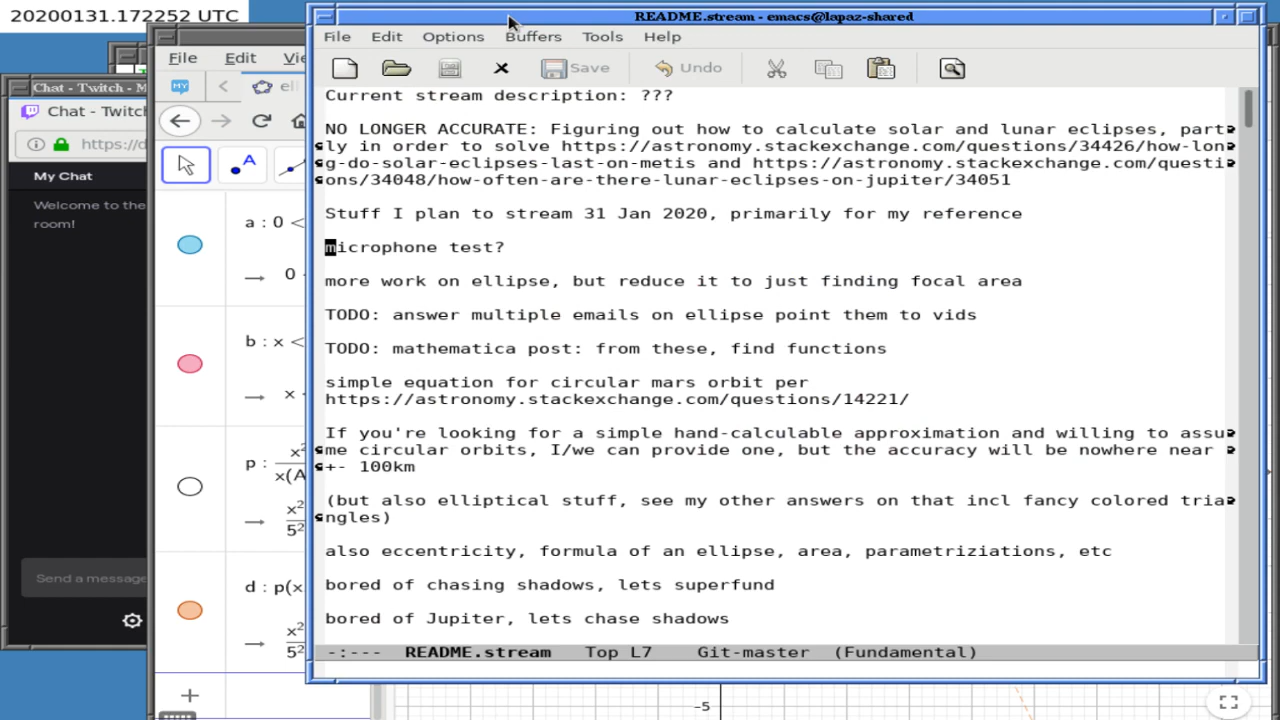 20200131.172252 UTC
README.stream - emacs@lapaz-shared
File Edit Options Buffers Tools Help
Save Undo
Current stream description: ???
NO LONGER ACCURATE: Figuring out how to calculate solar and lunar eclipses, part
ly in order to solve https://astronomy.stackexchange.com/questions/34426/how-lon
g-do-solar-eclipses-last-on-metis and https://astronomy.stackexchange.com/questi
ons/34048/how-often-are-there-lunar-eclipses-on-jupiter/34051
Stuff I plan to stream 31 Jan 2020, primarily for my reference
microphone test?
more work on ellipse, but reduce it to just finding focal area
TODO: answer multiple emails on ellipse point them to vids
TODO: mathematica post: from these, find functions
simple equation for circular mars orbit per
https://astronomy.stackexchange.com/questions/14221/
If you're looking for a simple hand-calculable approximation and willing to assu
me circular orbits, I/we can provide one, but the accuracy will be nowhere near
+- 100km
(but also elliptical stuff, see my other answers on that incl fancy colored tria
ngles)
also eccentricity, formula of an ellipse, area, parametriziations, etc
bored of chasing shadows, lets superfund
bored of Jupiter, lets chase shadows
-:--- README.stream Top L7 Git-master (Fundamental)
Chat - Twitch - M
Chat - Twitch
https://d
My Chat
Welcome to the
room!
Send a message
File Edit Vie
MY < ell
A
a : 0 <
→ 0
b : x <
→ x
p : x²
x(A
→ x²
5²
d : p(x
→ x²
5²
+
-5